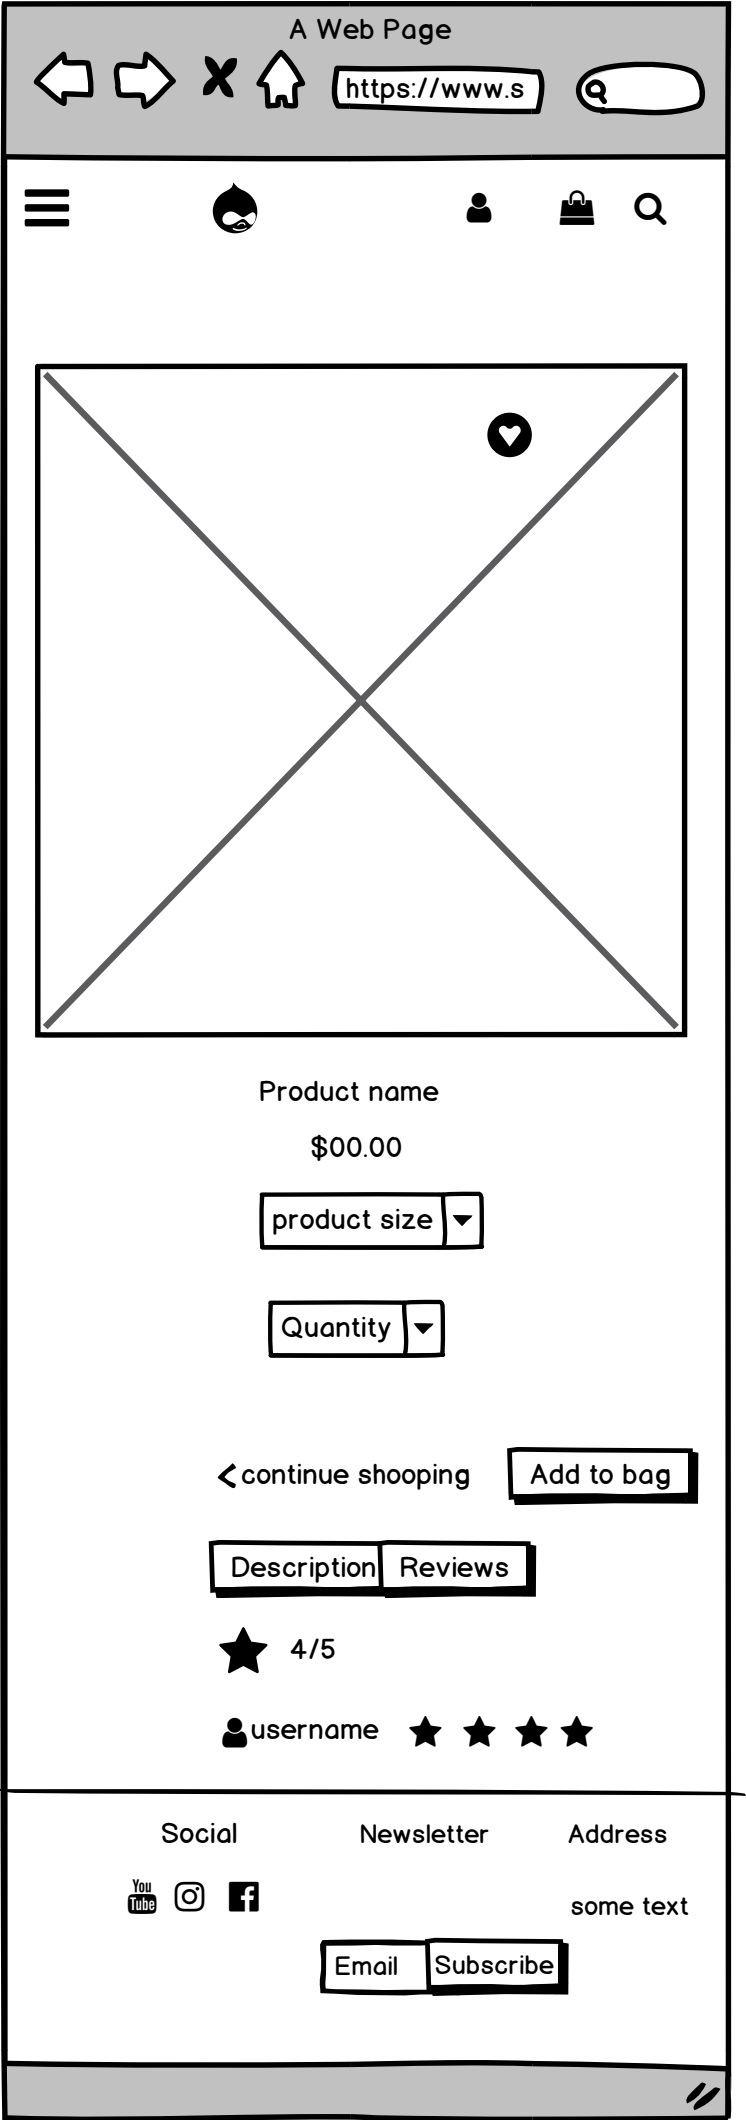 A Web Page
https://www.s
Product name
$00.00
product size
Quantity
continue shooping
Add to bag
Description
Reviews
4/5
username
Social
Newsletter
Address
You
Tube
some text
Email
Subscribe